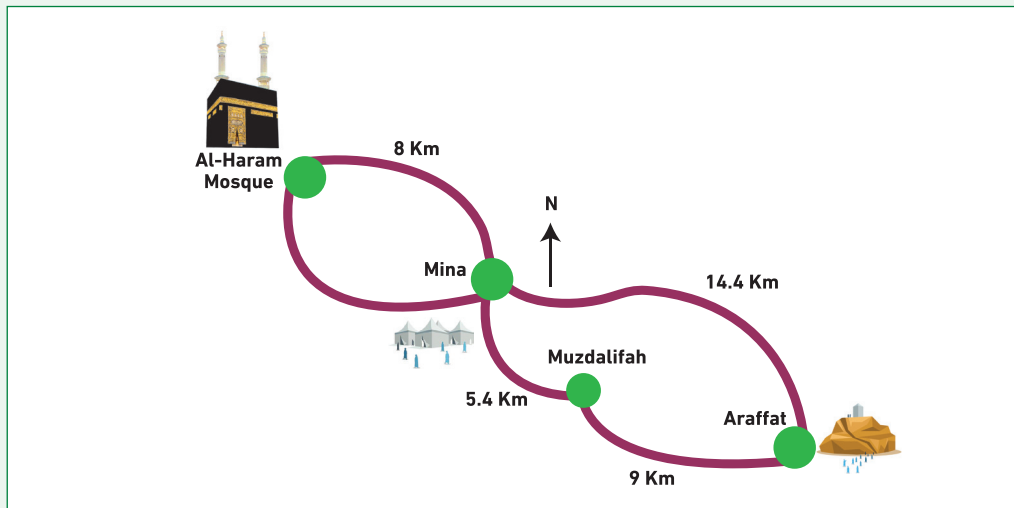 8 Km
Al-Haram
Mosque
N
Mina
14.4 Km
Muzdalifah
5.4 Km
Araffat
9 Km